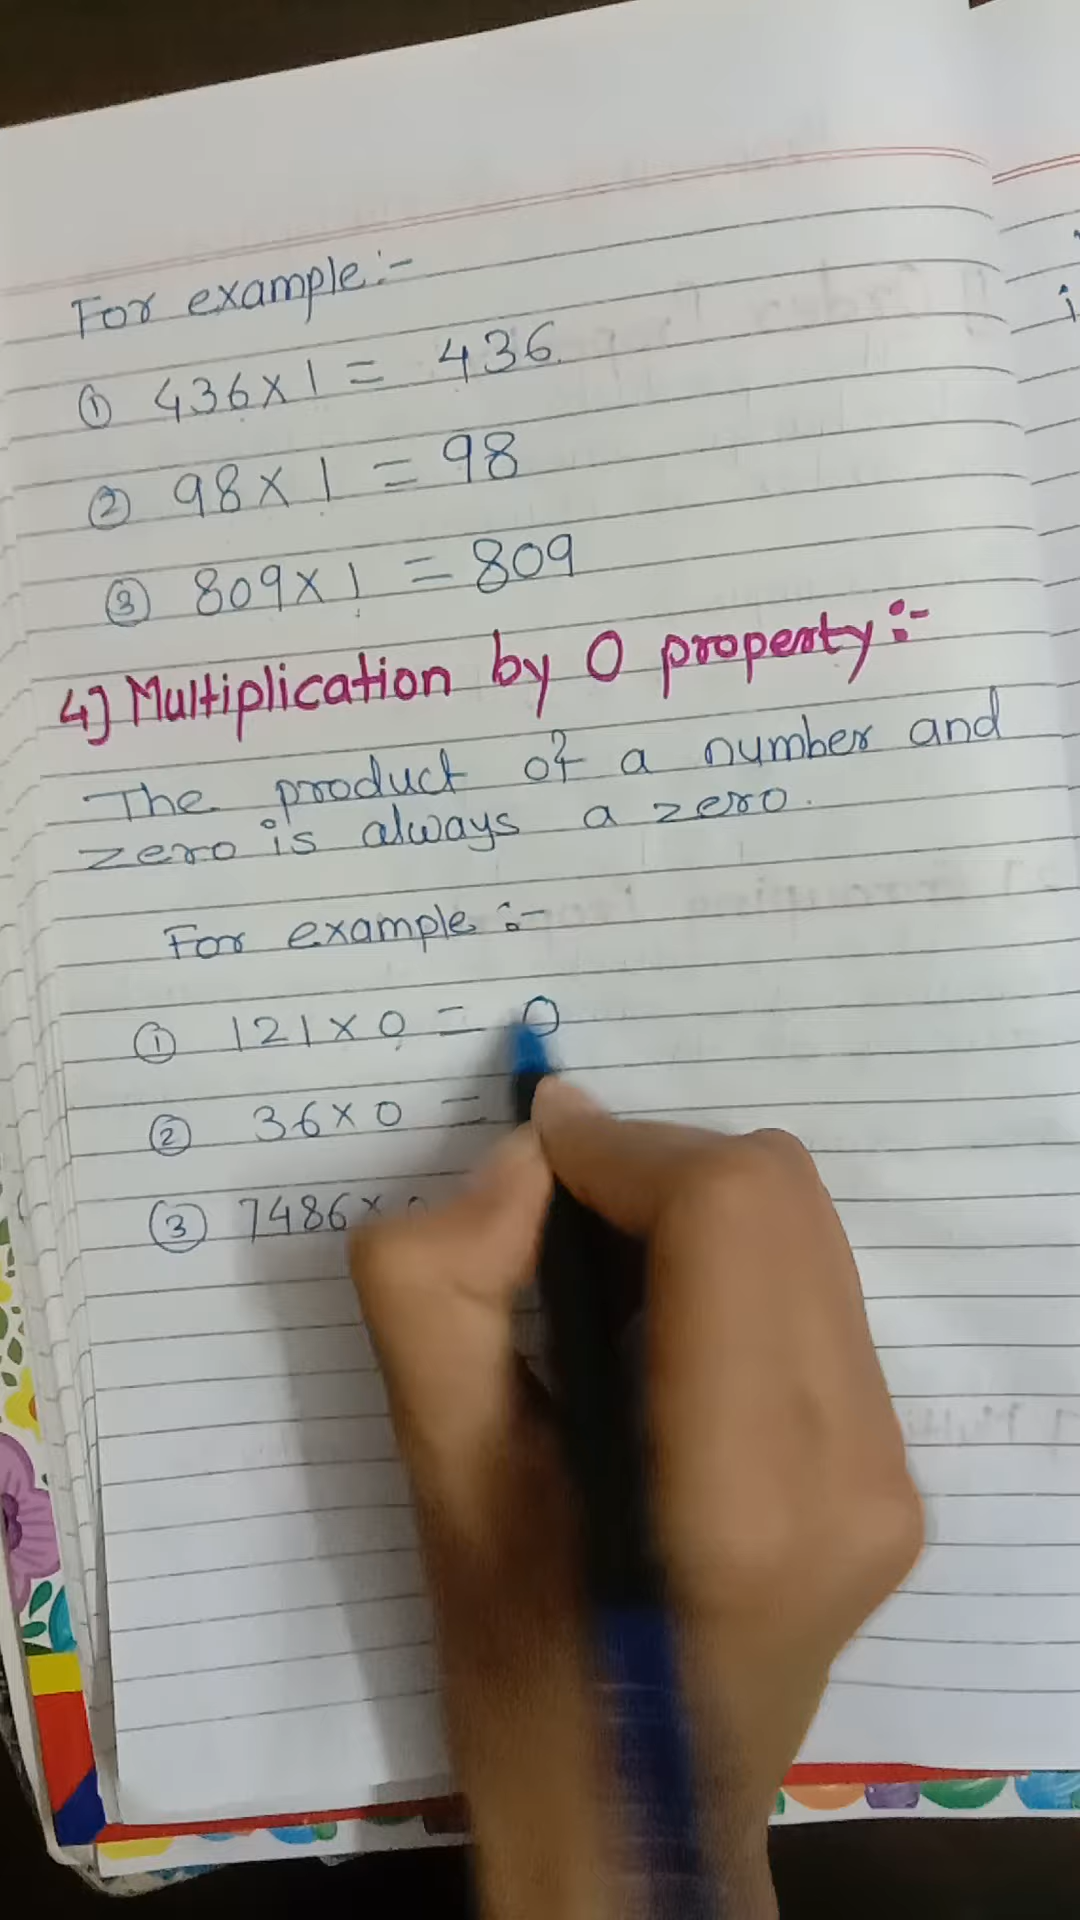 For example:-
① 436×1 = 436
② 98×1 = 98
③ 809×1 = 809
4) Multiplication by 0 property:-
The product of a number and
zero is always a zero.
For example:-
① 121×0 = 0
② 36×0 =
③ 7486×0